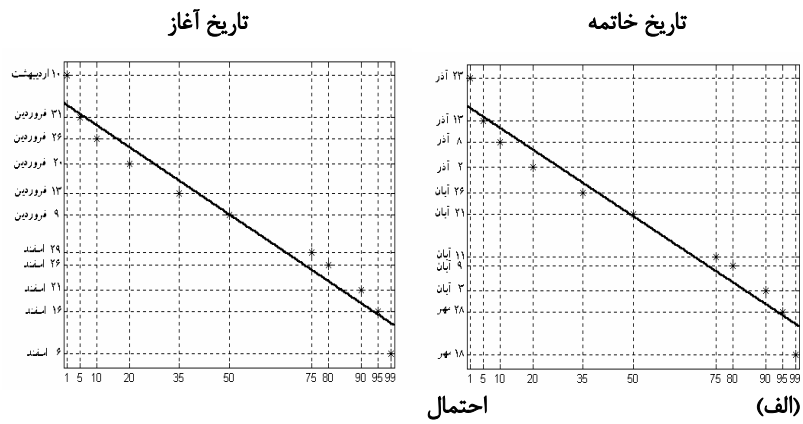 تاریخ خاتمه
تاریخ آغاز
۲۳ آذر
۱۳ آذر
۸ آذر
۲ آذر
۲۶ آبان
۲۱ آبان
۱۱ آبان
۹ آبان
۳ آبان
۲۸ مهر
۱۸ مهر
1 5 10 20 35 50 75 80 90 95 99
۱۰ اردیبهشت
۳۱ فروردین
۲۶ فروردین
۲۰ فروردین
۱۳ فروردین
۹ فروردین
۲۹ اسفند
۲۶ اسفند
۲۱ اسفند
۱۶ اسفند
۶ اسفند
1 5 10 20 35 50 75 80 90 95 99
(الف) احتمال